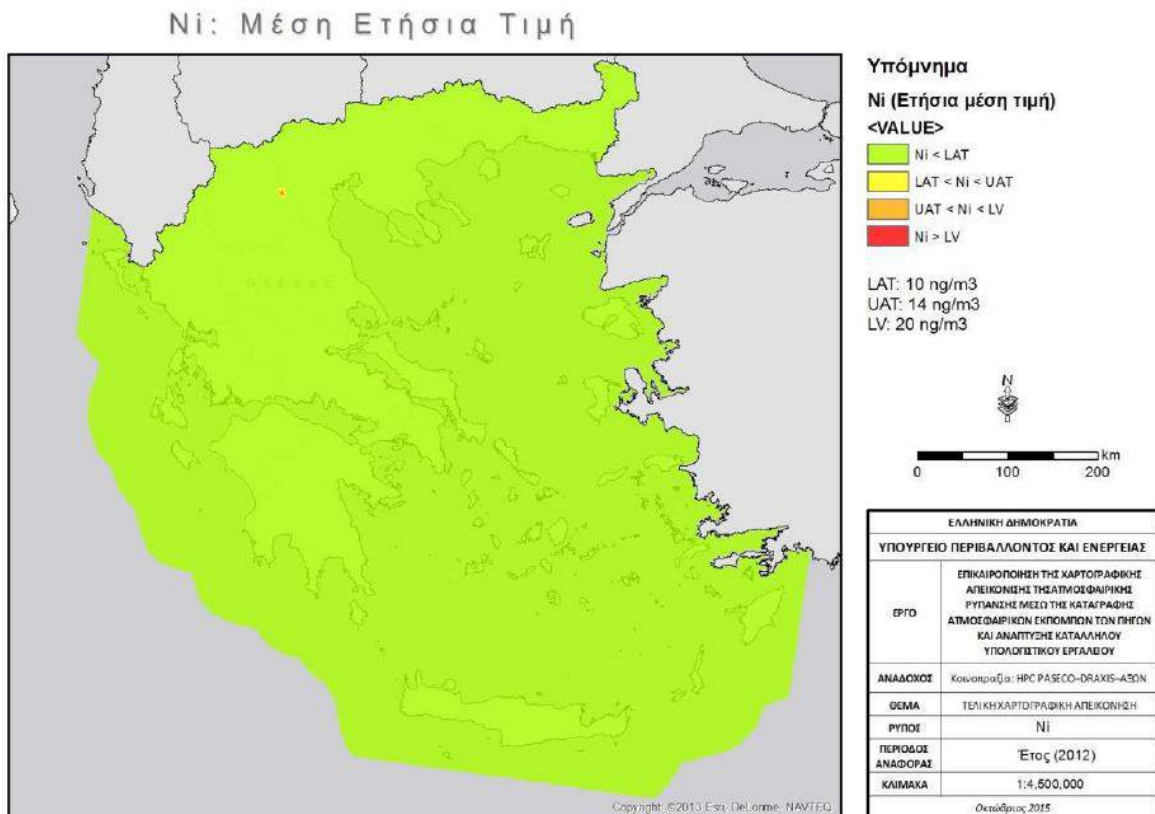 Ni: Μέση Ετήσια Τιμή
Υπόμνημα
Ni (Ετήσια μέση τιμή)
<VALUE>
Ni < LAT
LAT < Ni < UAT
UAT < Ni < LV
Ni > LV
LAT: 10 ng/m3
UAT: 14 ng/m3
LV: 20 ng/m3
GREECE
N
km
0 100 200
ΕΛΛΗΝΙΚΗ ΔΗΜΟΚΡΑΤΙΑ
ΥΠΟΥΡΓΕΙΟ ΠΕΡΙΒΑΛΛΟΝΤΟΣ ΚΑΙ ΕΝΕΡΓΕΙΑΣ
ΕΡΓΟ
ΕΠΙΚΑΙΡΟΠΟΙΗΣΗ ΤΗΣ ΧΑΡΤΟΓΡΑΦΙΚΗΣ
ΑΠΕΙΚΟΝΙΣΗΣ ΤΗΣΑΤΜΟΣΦΑΙΡΙΚΗΣ
ΡΥΠΑΝΣΗΣ ΜΕΣΩ ΤΗΣ ΚΑΤΑΓΡΑΦΗΣ
ΑΤΜΟΣΦΑΙΡΙΚΩΝ ΕΚΠΟΜΠΩΝ ΤΩΝ ΠΗΓΩΝ
ΚΑΙ ΑΝΑΠΤΥΞΗΣ ΚΑΤΑΛΛΗΛΟΥ
ΥΠΟΛΟΓΙΣΤΙΚΟΥ ΕΡΓΑΛΕΙΟΥ
ΑΝΑΔΟΧΟΣ
Κοινοπραξία: HPC PASECO–DRAXIS–ΑΞΟΝ
ΘΕΜΑ
ΤΕΛΙΚΗ ΧΑΡΤΟΓΡΑΦΙΚΗ ΑΠΕΙΚΟΝΗΣΗ
ΡΥΠΟΣ
Ni
ΠΕΡΙΟΔΟΣ
ΑΝΑΦΟΡΑΣ
Έτος (2012)
ΚΛΙΜΑΚΑ
1:4,500,000
Οκτώβριος 2015
Copyright: ©2013 Esri, DeLorme, NAVTEQ